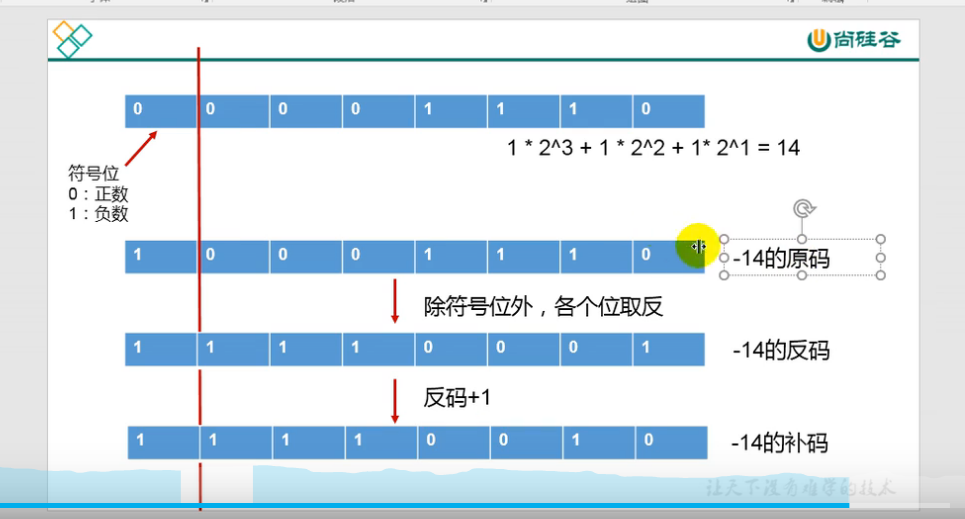 尚硅谷
0 0 0 0 1 1 1 0
1 * 2^3 + 1 * 2^2 + 1* 2^1 = 14
符号位
0：正数
1：负数
1 0 0 0 1 1 1 0
-14的原码
除符号位外，各个位取反
1 1 1 1 0 0 0 1
-14的反码
反码+1
1 1 1 1 0 0 1 0
-14的补码
让天下没有难学的技术